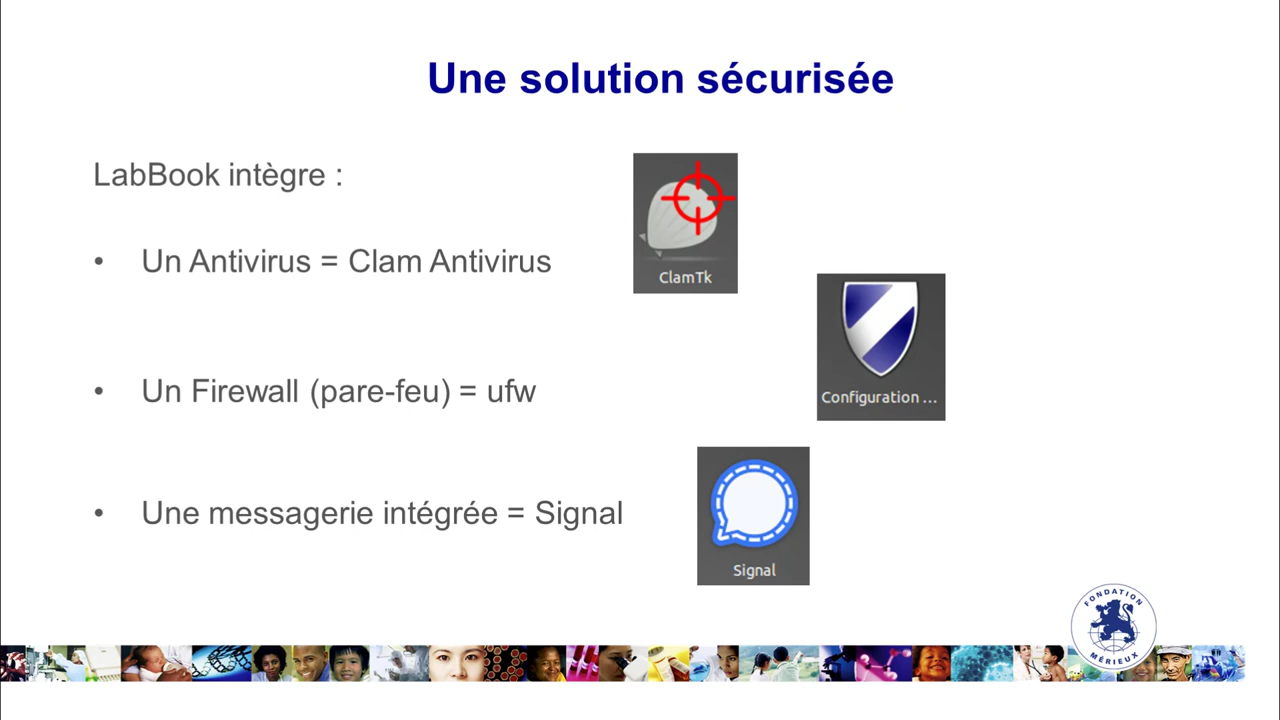 Une solution sécurisée
LabBook intègre :
• Un Antivirus = Clam Antivirus
ClamTk
• Un Firewall (pare-feu) = ufw
Configuration ...
• Une messagerie intégrée = Signal
Signal
FONDATION
MÉRIEUX